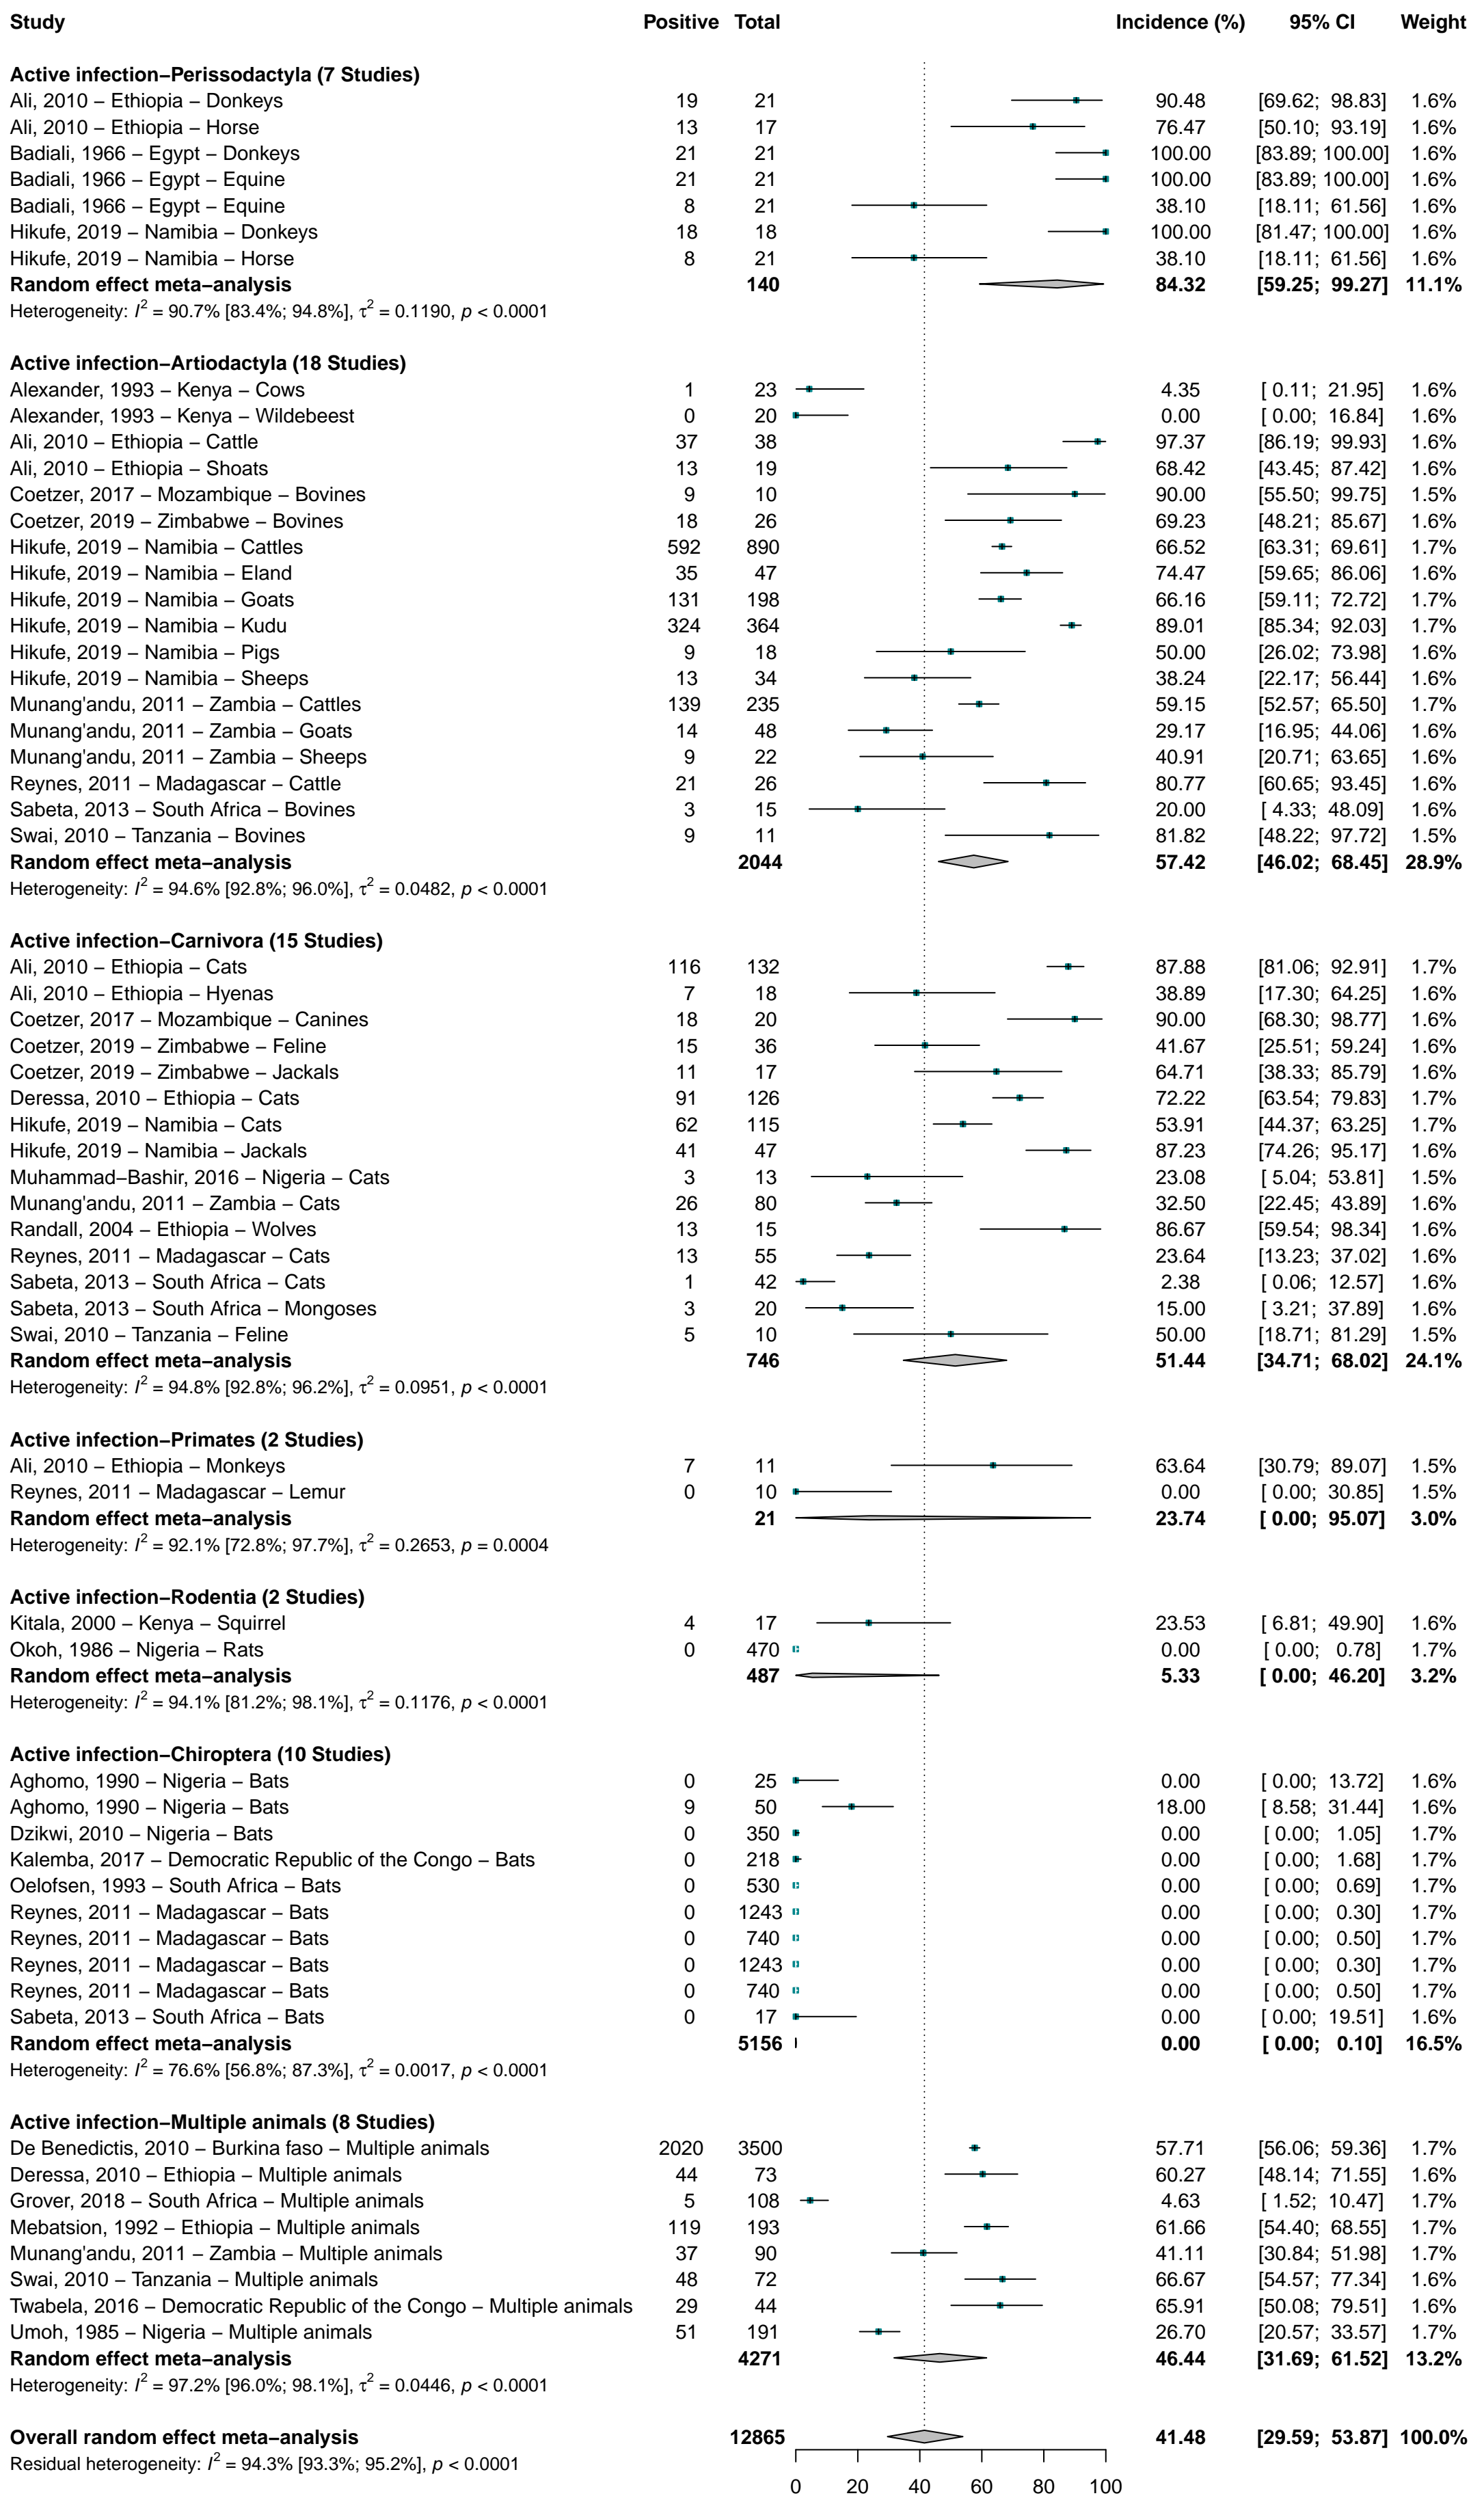 Study Positive Total Incidence (%) 95% CI Weight
Active infection−Perissodactyla (7 Studies)
Ali, 2010 − Ethiopia − Donkeys 19 21 90.48 [69.62; 98.83] 1.6%
Ali, 2010 − Ethiopia − Horse 13 17 76.47 [50.10; 93.19] 1.6%
Badiali, 1966 − Egypt − Donkeys 21 21 100.00 [83.89; 100.00] 1.6%
Badiali, 1966 − Egypt − Equine 21 21 100.00 [83.89; 100.00] 1.6%
Badiali, 1966 − Egypt − Equine 8 21 38.10 [18.11; 61.56] 1.6%
Hikufe, 2019 − Namibia − Donkeys 18 18 100.00 [81.47; 100.00] 1.6%
Hikufe, 2019 − Namibia − Horse 8 21 38.10 [18.11; 61.56] 1.6%
Random effect meta−analysis 140 84.32 [59.25; 99.27] 11.1%
Heterogeneity: I² = 90.7% [83.4%; 94.8%], τ² = 0.1190, p < 0.0001
Active infection−Artiodactyla (18 Studies)
Alexander, 1993 − Kenya − Cows 1 23 4.35 [ 0.11; 21.95] 1.6%
Alexander, 1993 − Kenya − Wildebeest 0 20 0.00 [ 0.00; 16.84] 1.6%
Ali, 2010 − Ethiopia − Cattle 37 38 97.37 [86.19; 99.93] 1.6%
Ali, 2010 − Ethiopia − Shoats 13 19 68.42 [43.45; 87.42] 1.6%
Coetzer, 2017 − Mozambique − Bovines 9 10 90.00 [55.50; 99.75] 1.5%
Coetzer, 2019 − Zimbabwe − Bovines 18 26 69.23 [48.21; 85.67] 1.6%
Hikufe, 2019 − Namibia − Cattles 592 890 66.52 [63.31; 69.61] 1.7%
Hikufe, 2019 − Namibia − Eland 35 47 74.47 [59.65; 86.06] 1.6%
Hikufe, 2019 − Namibia − Goats 131 198 66.16 [59.11; 72.72] 1.7%
Hikufe, 2019 − Namibia − Kudu 324 364 89.01 [85.34; 92.03] 1.7%
Hikufe, 2019 − Namibia − Pigs 9 18 50.00 [26.02; 73.98] 1.6%
Hikufe, 2019 − Namibia − Sheeps 13 34 38.24 [22.17; 56.44] 1.6%
Munang'andu, 2011 − Zambia − Cattles 139 235 59.15 [52.57; 65.50] 1.7%
Munang'andu, 2011 − Zambia − Goats 14 48 29.17 [16.95; 44.06] 1.6%
Munang'andu, 2011 − Zambia − Sheeps 9 22 40.91 [20.71; 63.65] 1.6%
Reynes, 2011 − Madagascar − Cattle 21 26 80.77 [60.65; 93.45] 1.6%
Sabeta, 2013 − South Africa − Bovines 3 15 20.00 [ 4.33; 48.09] 1.6%
Swai, 2010 − Tanzania − Bovines 9 11 81.82 [48.22; 97.72] 1.5%
Random effect meta−analysis 2044 57.42 [46.02; 68.45] 28.9%
Heterogeneity: I² = 94.6% [92.8%; 96.0%], τ² = 0.0482, p < 0.0001
Active infection−Carnivora (15 Studies)
Ali, 2010 − Ethiopia − Cats 116 132 87.88 [81.06; 92.91] 1.7%
Ali, 2010 − Ethiopia − Hyenas 7 18 38.89 [17.30; 64.25] 1.6%
Coetzer, 2017 − Mozambique − Canines 18 20 90.00 [68.30; 98.77] 1.6%
Coetzer, 2019 − Zimbabwe − Feline 15 36 41.67 [25.51; 59.24] 1.6%
Coetzer, 2019 − Zimbabwe − Jackals 11 17 64.71 [38.33; 85.79] 1.6%
Deressa, 2010 − Ethiopia − Cats 91 126 72.22 [63.54; 79.83] 1.7%
Hikufe, 2019 − Namibia − Cats 62 115 53.91 [44.37; 63.25] 1.7%
Hikufe, 2019 − Namibia − Jackals 41 47 87.23 [74.26; 95.17] 1.6%
Muhammad−Bashir, 2016 − Nigeria − Cats 3 13 23.08 [ 5.04; 53.81] 1.5%
Munang'andu, 2011 − Zambia − Cats 26 80 32.50 [22.45; 43.89] 1.6%
Randall, 2004 − Ethiopia − Wolves 13 15 86.67 [59.54; 98.34] 1.6%
Reynes, 2011 − Madagascar − Cats 13 55 23.64 [13.23; 37.02] 1.6%
Sabeta, 2013 − South Africa − Cats 1 42 2.38 [ 0.06; 12.57] 1.6%
Sabeta, 2013 − South Africa − Mongoses 3 20 15.00 [ 3.21; 37.89] 1.6%
Swai, 2010 − Tanzania − Feline 5 10 50.00 [18.71; 81.29] 1.5%
Random effect meta−analysis 746 51.44 [34.71; 68.02] 24.1%
Heterogeneity: I² = 94.8% [92.8%; 96.2%], τ² = 0.0951, p < 0.0001
Active infection−Primates (2 Studies)
Ali, 2010 − Ethiopia − Monkeys 7 11 63.64 [30.79; 89.07] 1.5%
Reynes, 2011 − Madagascar − Lemur 0 10 0.00 [ 0.00; 30.85] 1.5%
Random effect meta−analysis 21 23.74 [ 0.00; 95.07] 3.0%
Heterogeneity: I² = 92.1% [72.8%; 97.7%], τ² = 0.2653, p = 0.0004
Active infection−Rodentia (2 Studies)
Kitala, 2000 − Kenya − Squirrel 4 17 23.53 [ 6.81; 49.90] 1.6%
Okoh, 1986 − Nigeria − Rats 0 470 0.00 [ 0.00; 0.78] 1.7%
Random effect meta−analysis 487 5.33 [ 0.00; 46.20] 3.2%
Heterogeneity: I² = 94.1% [81.2%; 98.1%], τ² = 0.1176, p < 0.0001
Active infection−Chiroptera (10 Studies)
Aghomo, 1990 − Nigeria − Bats 0 25 0.00 [ 0.00; 13.72] 1.6%
Aghomo, 1990 − Nigeria − Bats 9 50 18.00 [ 8.58; 31.44] 1.6%
Dzikwi, 2010 − Nigeria − Bats 0 350 0.00 [ 0.00; 1.05] 1.7%
Kalemba, 2017 − Democratic Republic of the Congo − Bats 0 218 0.00 [ 0.00; 1.68] 1.7%
Oelofsen, 1993 − South Africa − Bats 0 530 0.00 [ 0.00; 0.69] 1.7%
Reynes, 2011 − Madagascar − Bats 0 1243 0.00 [ 0.00; 0.30] 1.7%
Reynes, 2011 − Madagascar − Bats 0 740 0.00 [ 0.00; 0.50] 1.7%
Reynes, 2011 − Madagascar − Bats 0 1243 0.00 [ 0.00; 0.30] 1.7%
Reynes, 2011 − Madagascar − Bats 0 740 0.00 [ 0.00; 0.50] 1.7%
Sabeta, 2013 − South Africa − Bats 0 17 0.00 [ 0.00; 19.51] 1.6%
Random effect meta−analysis 5156 0.00 [ 0.00; 0.10] 16.5%
Heterogeneity: I² = 76.6% [56.8%; 87.3%], τ² = 0.0017, p < 0.0001
Active infection−Multiple animals (8 Studies)
De Benedictis, 2010 − Burkina faso − Multiple animals 2020 3500 57.71 [56.06; 59.36] 1.7%
Deressa, 2010 − Ethiopia − Multiple animals 44 73 60.27 [48.14; 71.55] 1.6%
Grover, 2018 − South Africa − Multiple animals 5 108 4.63 [ 1.52; 10.47] 1.7%
Mebatsion, 1992 − Ethiopia − Multiple animals 119 193 61.66 [54.40; 68.55] 1.7%
Munang'andu, 2011 − Zambia − Multiple animals 37 90 41.11 [30.84; 51.98] 1.7%
Swai, 2010 − Tanzania − Multiple animals 48 72 66.67 [54.57; 77.34] 1.6%
Twabela, 2016 − Democratic Republic of the Congo − Multiple animals 29 44 65.91 [50.08; 79.51] 1.6%
Umoh, 1985 − Nigeria − Multiple animals 51 191 26.70 [20.57; 33.57] 1.7%
Random effect meta−analysis 4271 46.44 [31.69; 61.52] 13.2%
Heterogeneity: I² = 97.2% [96.0%; 98.1%], τ² = 0.0446, p < 0.0001
Overall random effect meta−analysis 12865 41.48 [29.59; 53.87] 100.0%
Residual heterogeneity: I² = 94.3% [93.3%; 95.2%], p < 0.0001
0 20 40 60 80 100